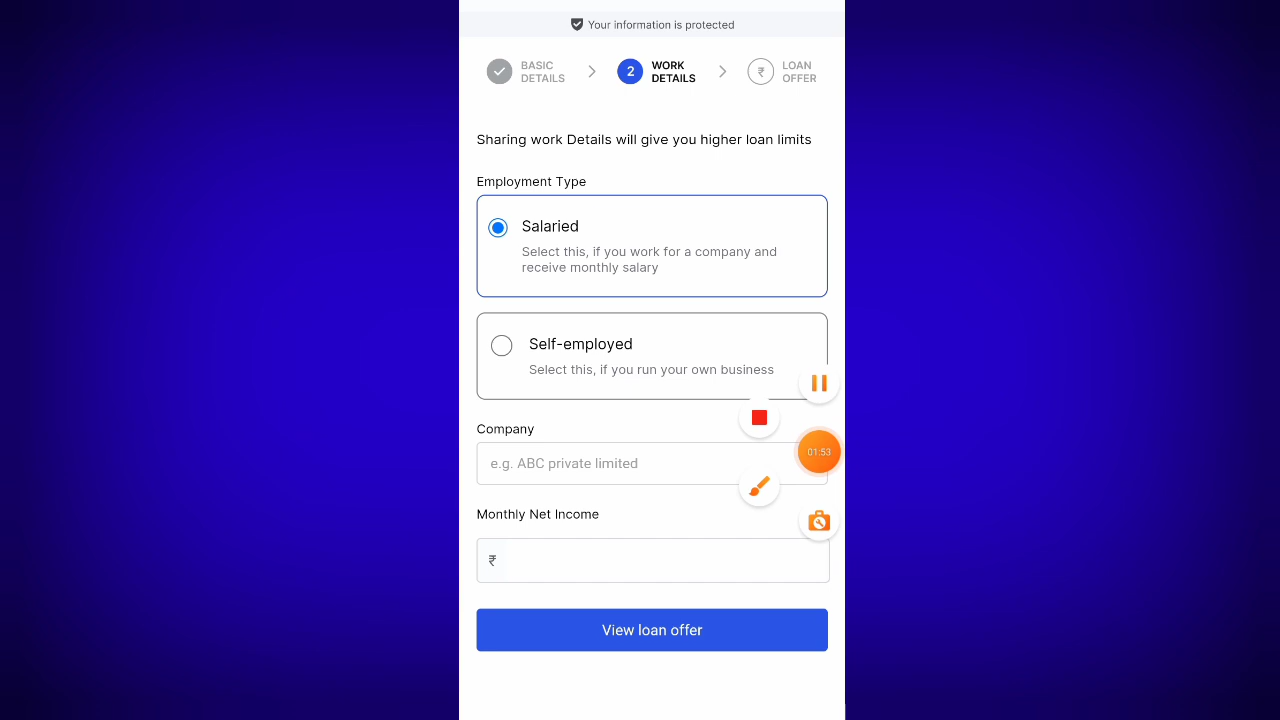 Your information is protected
BASIC
DETAILS
2
WORK
DETAILS
₹
LOAN
OFFER
Sharing work Details will give you higher loan limits
Employment Type
Salaried
Select this, if you work for a company and
receive monthly salary
Self-employed
Select this, if you run your own business
Company
e.g. ABC private limited
01:53
Monthly Net Income
₹
View loan offer